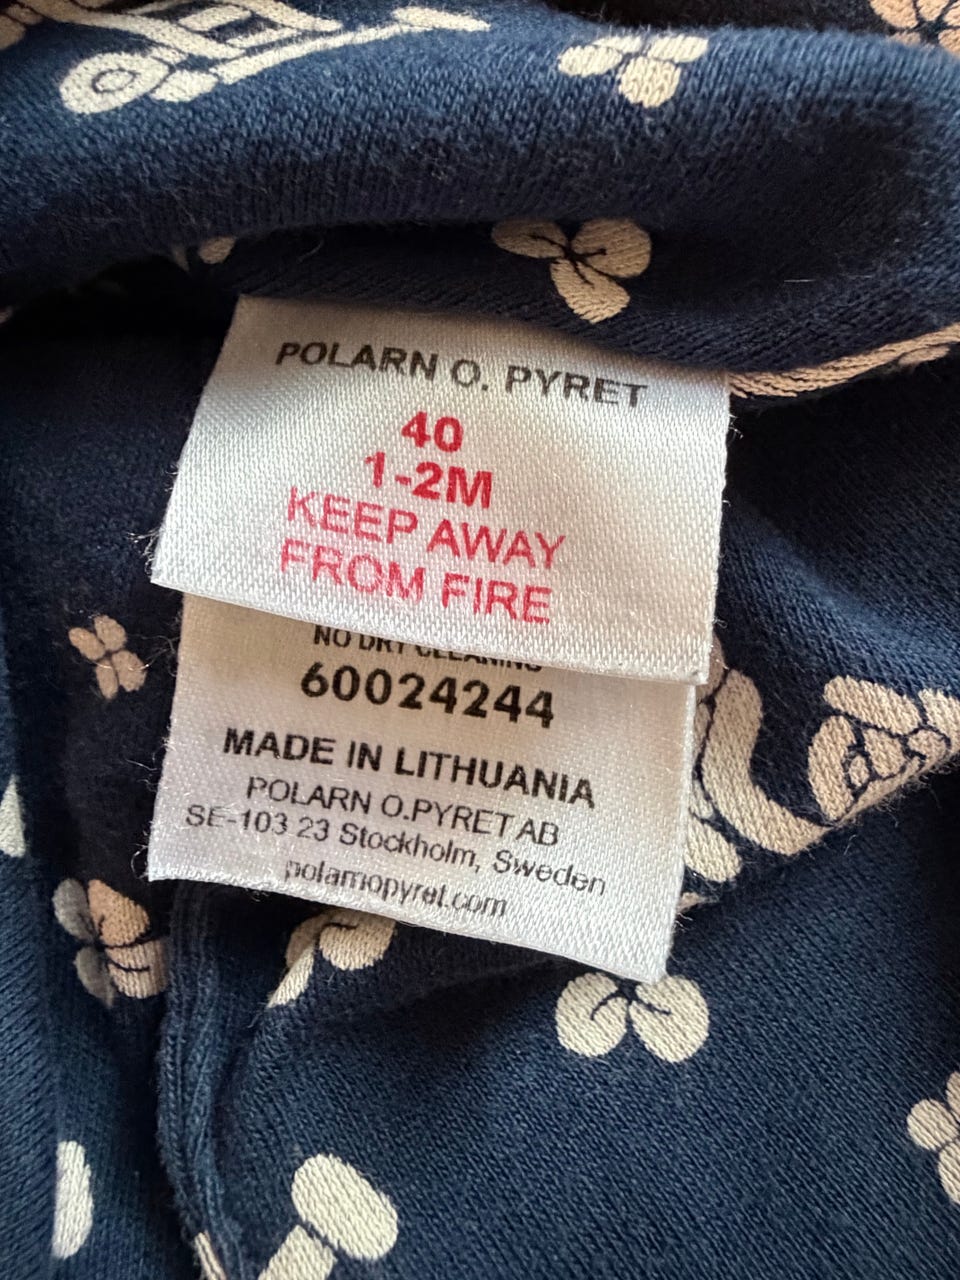 POLARN O. PYRET
40
1-2M
KEEP AWAY
FROM FIRE
NO DRY CLEANING
60024244
MADE IN LITHUANIA
POLARN O.PYRET AB
SE-103 23 Stockholm, Sweden
polarnopyret.com